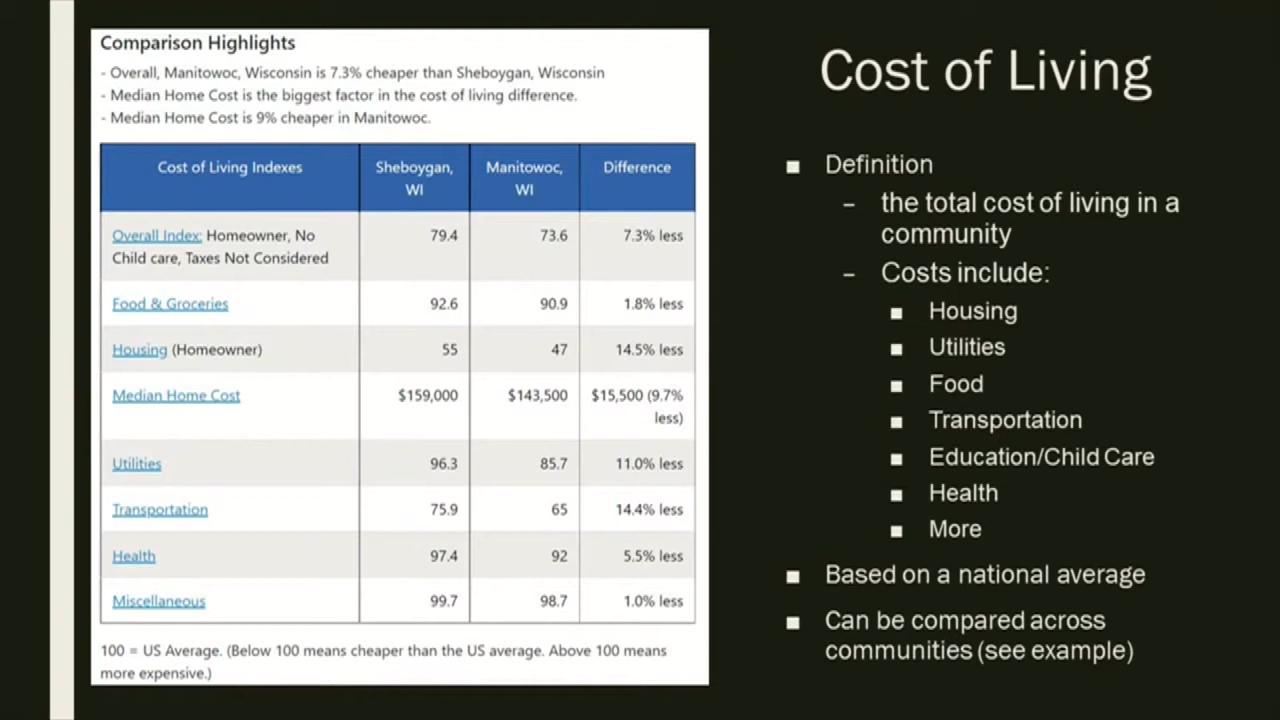 Comparison Highlights
- Overall, Manitowoc, Wisconsin is 7.3% cheaper than Sheboygan, Wisconsin
- Median Home Cost is the biggest factor in the cost of living difference.
- Median Home Cost is 9% cheaper in Manitowoc.
Cost of Living Indexes Sheboygan, WI Manitowoc, WI Difference
Overall Index: Homeowner, No 79.4 73.6 7.3% less
Child care, Taxes Not Considered
Food & Groceries 92.6 90.9 1.8% less
Housing (Homeowner) 55 47 14.5% less
Median Home Cost $159,000 $143,500 $15,500 (9.7%
less)
Utilities 96.3 85.7 11.0% less
Transportation 75.9 65 14.4% less
Health 97.4 92 5.5% less
Miscellaneous 99.7 98.7 1.0% less
100 = US Average. (Below 100 means cheaper than the US average. Above 100 means
more expensive.)
Cost of Living
■ Definition
– the total cost of living in a
community
– Costs include:
■ Housing
■ Utilities
■ Food
■ Transportation
■ Education/Child Care
■ Health
■ More
■ Based on a national average
■ Can be compared across
communities (see example)